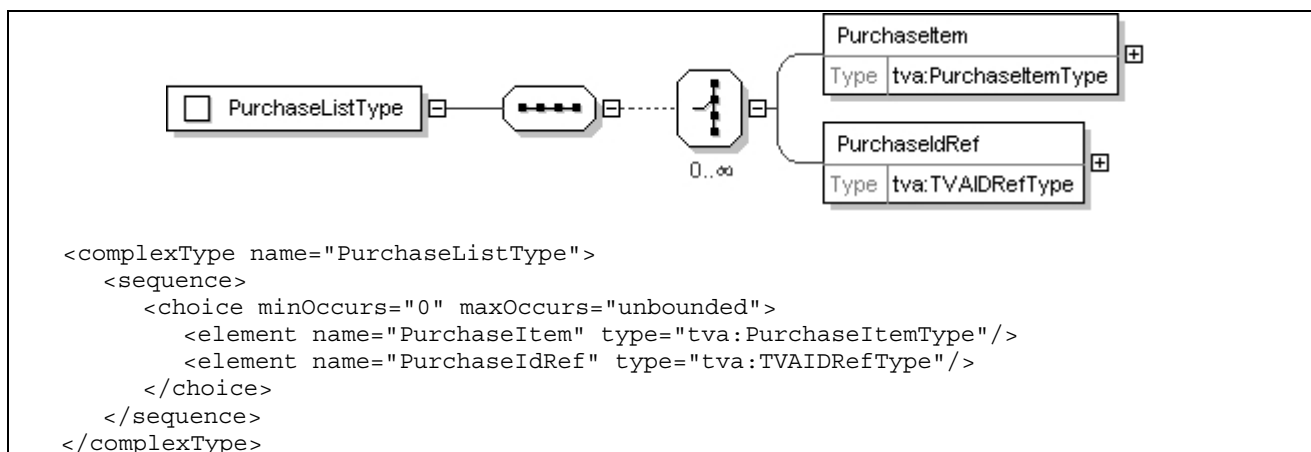 PurchaseItem
Type tva:PurchaseItemType
PurchaseListType
0..∞
PurchaseIdRef
Type tva:TVAIDRefType
<complexType name="PurchaseListType">
<sequence>
<choice minOccurs="0" maxOccurs="unbounded">
<element name="PurchaseItem" type="tva:PurchaseItemType"/>
<element name="PurchaseIdRef" type="tva:TVAIDRefType"/>
</choice>
</sequence>
</complexType>